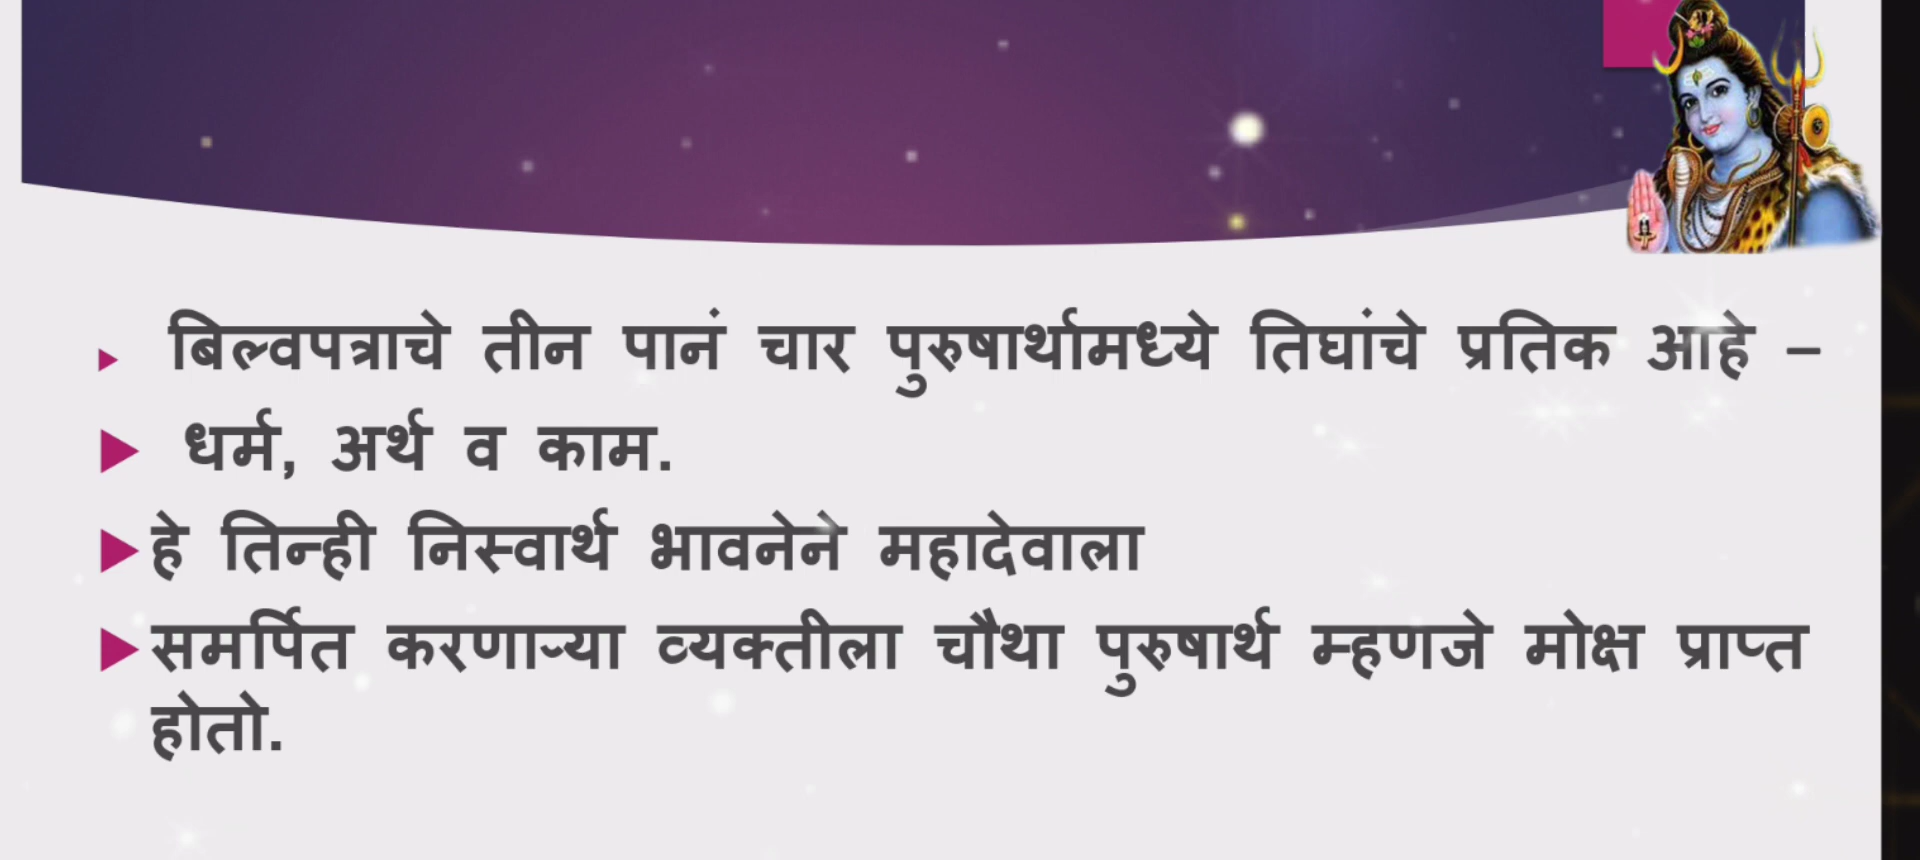 बिल्वपत्राचे तीन पानं चार पुरुषार्थामध्ये तिघांचे प्रतिक आहे –
धर्म, अर्थ व काम.
हे तिन्ही निस्वार्थ भावनेने महादेवाला
समर्पित करणाऱ्या व्यक्तीला चौथा पुरुषार्थ म्हणजे मोक्ष प्राप्त
होतो.